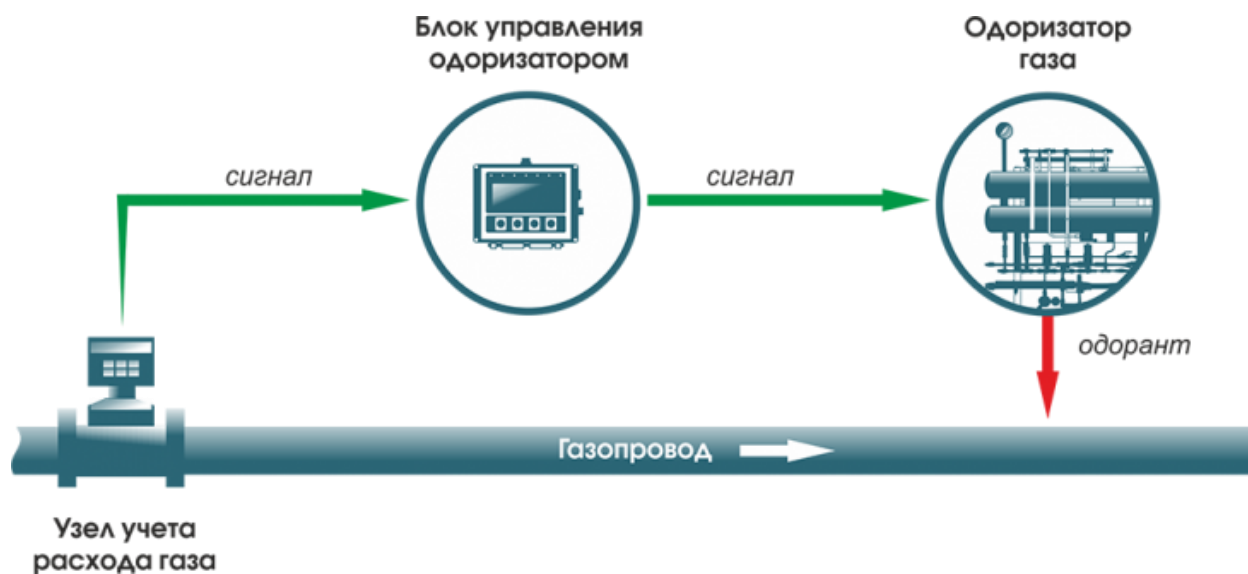 Блок управления
одоризатором
Одоризатор
газа
сигнал
сигнал
одорант
Газопровод
Узел учета
расхода газа